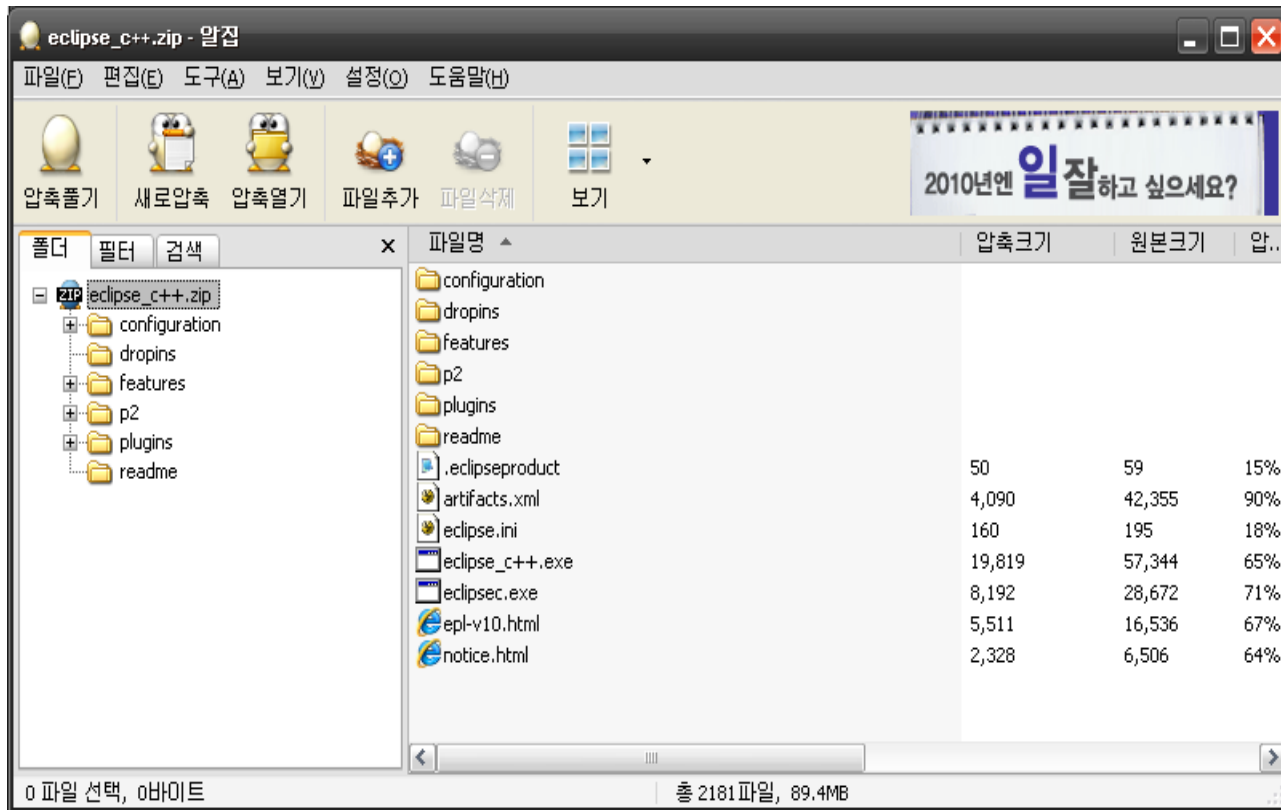 eclipse_c++.zip - 알집
파일(F) 편집(E) 도구(A) 보기(V) 설정(O) 도움말(H)
압축풀기 새로압축 압축열기 파일추가 파일삭제 보기
2010년엔 일 잘하고 싶으세요?
폴더 필터 검색 x
ZIP eclipse_c++.zip
configuration
dropins
features
p2
plugins
readme
파일명 압축크기 원본크기 압..
configuration
dropins
features
p2
plugins
readme
.eclipseproduct 50 59 15%
artifacts.xml 4,090 42,355 90%
eclipse.ini 160 195 18%
eclipse_c++.exe 19,819 57,344 65%
eclipsec.exe 8,192 28,672 71%
epl-v10.html 5,511 16,536 67%
notice.html 2,328 6,506 64%
0 파일 선택, 0바이트 총 2181파일, 89.4MB